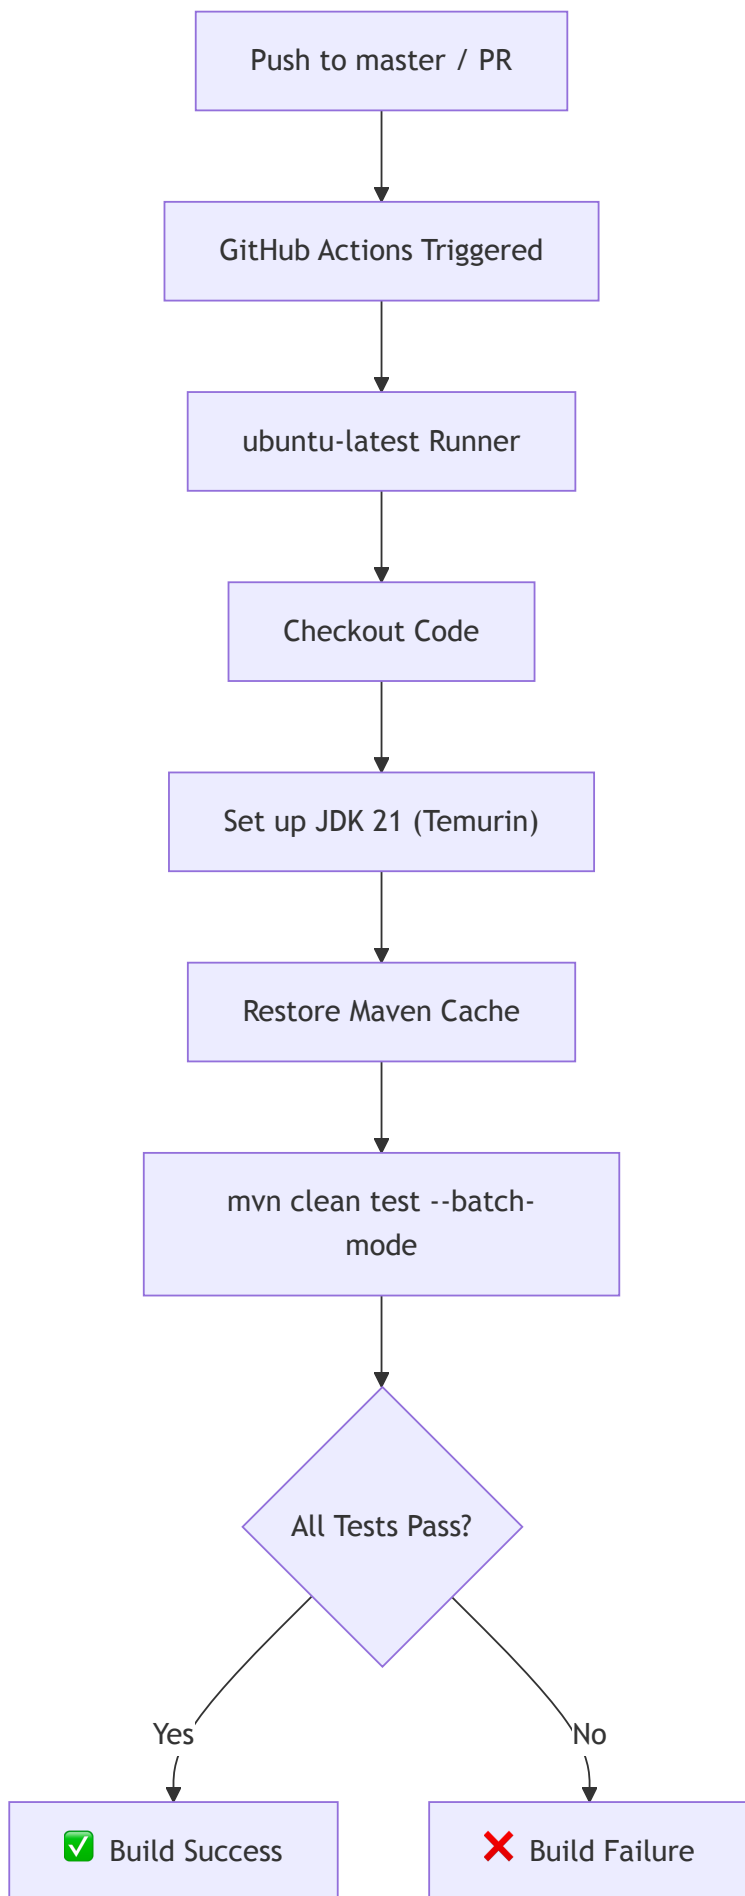 Push to master / PR
GitHub Actions Triggered
ubuntu-latest Runner
Checkout Code
Set up JDK 21 (Temurin)
Restore Maven Cache
mvn clean test --batch-
mode
All Tests Pass?
Yes
No
✅ Build Success
❌ Build Failure